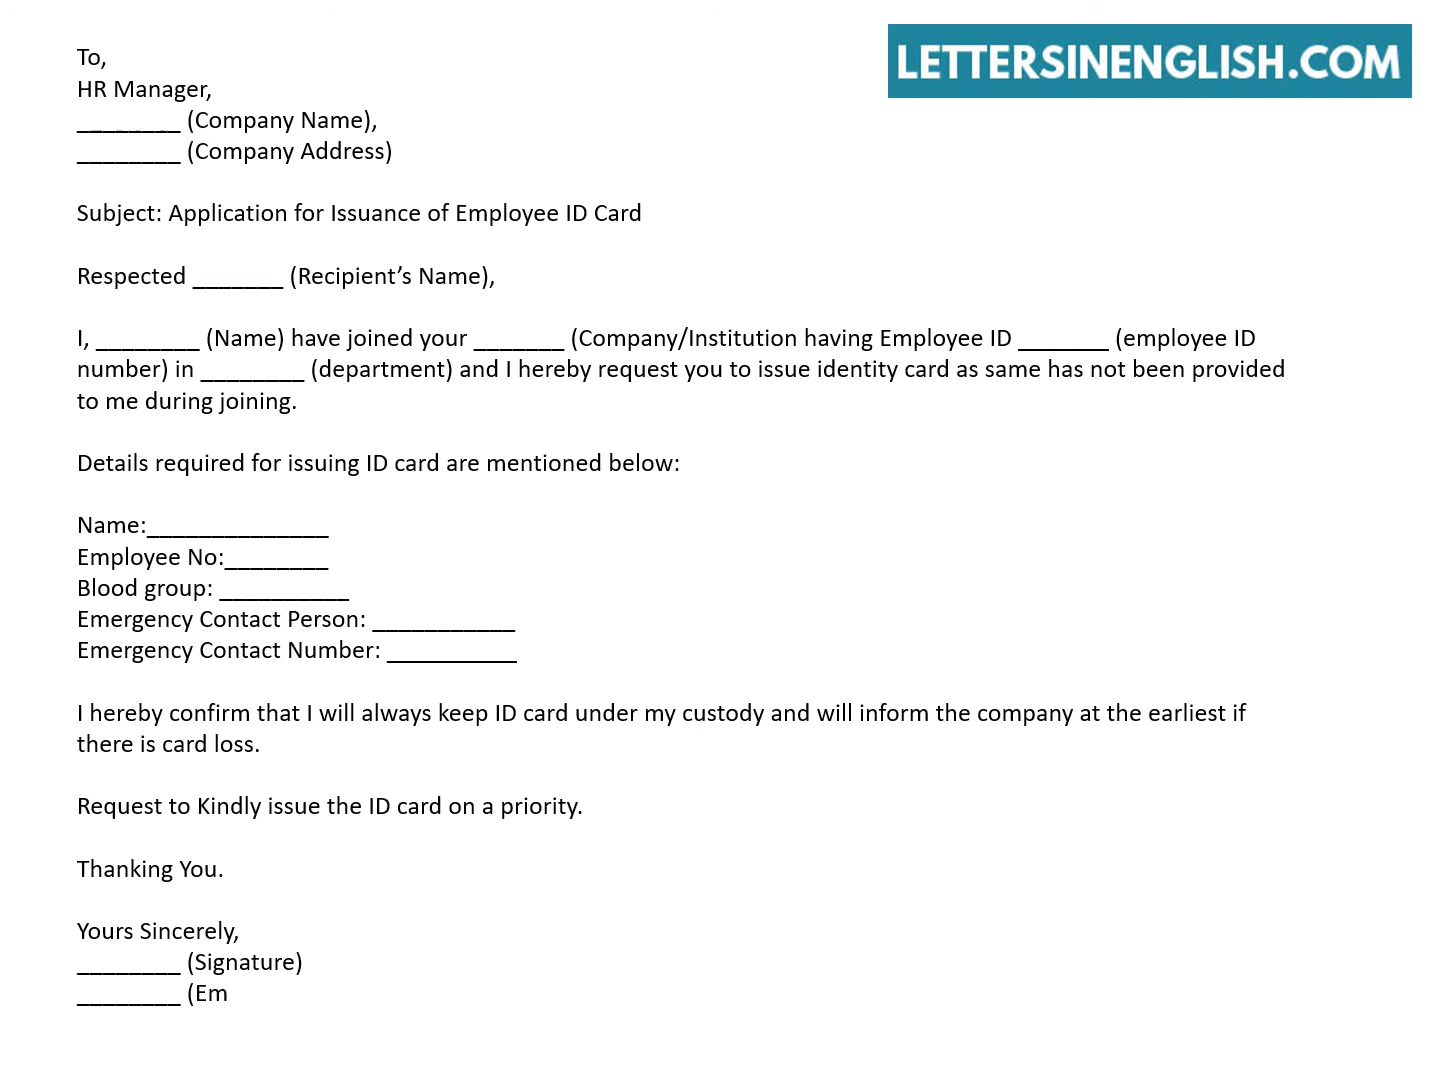 LETTERSINENGLISH.COM
To,
HR Manager,
________ (Company Name),
________ (Company Address)
Subject: Application for Issuance of Employee ID Card
Respected _______ (Recipient’s Name),
I, ________ (Name) have joined your _______ (Company/Institution having Employee ID _______ (employee ID
number) in ________ (department) and I hereby request you to issue identity card as same has not been provided
to me during joining.
Details required for issuing ID card are mentioned below:
Name:______________
Employee No:________
Blood group: __________
Emergency Contact Person: ___________
Emergency Contact Number: __________
I hereby confirm that I will always keep ID card under my custody and will inform the company at the earliest if
there is card loss.
Request to Kindly issue the ID card on a priority.
Thanking You.
Yours Sincerely,
________ (Signature)
________ (Em